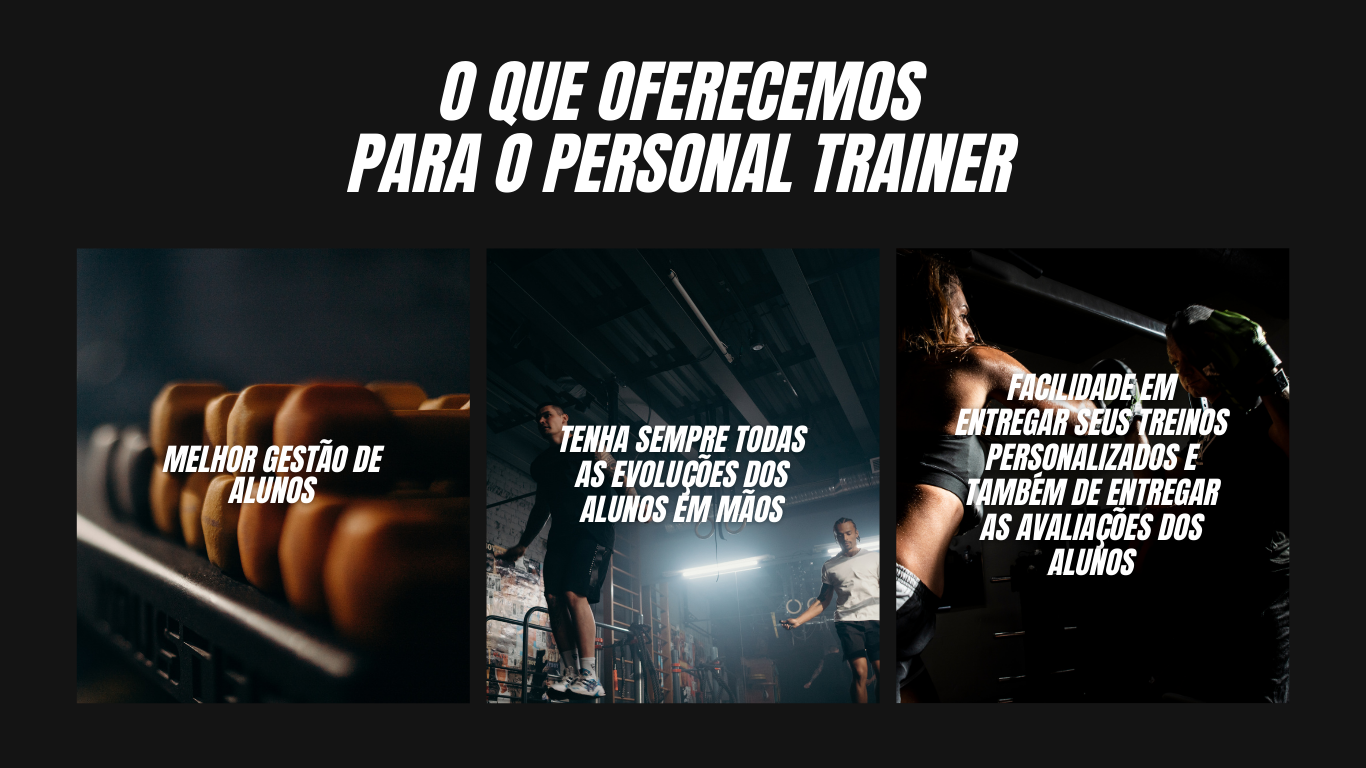 O QUE OFERECEMOS
PARA O PERSONAL TRAINER
MELHOR GESTÃO DE
ALUNOS
TENHA SEMPRE TODAS
AS EVOLUÇÕES DOS
ALUNOS EM MÃOS
FACILIDADE EM
ENTREGAR SEUS TREINOS
PERSONALIZADOS E
TAMBÉM DE ENTREGAR
AS AVALIAÇÕES DOS
ALUNOS